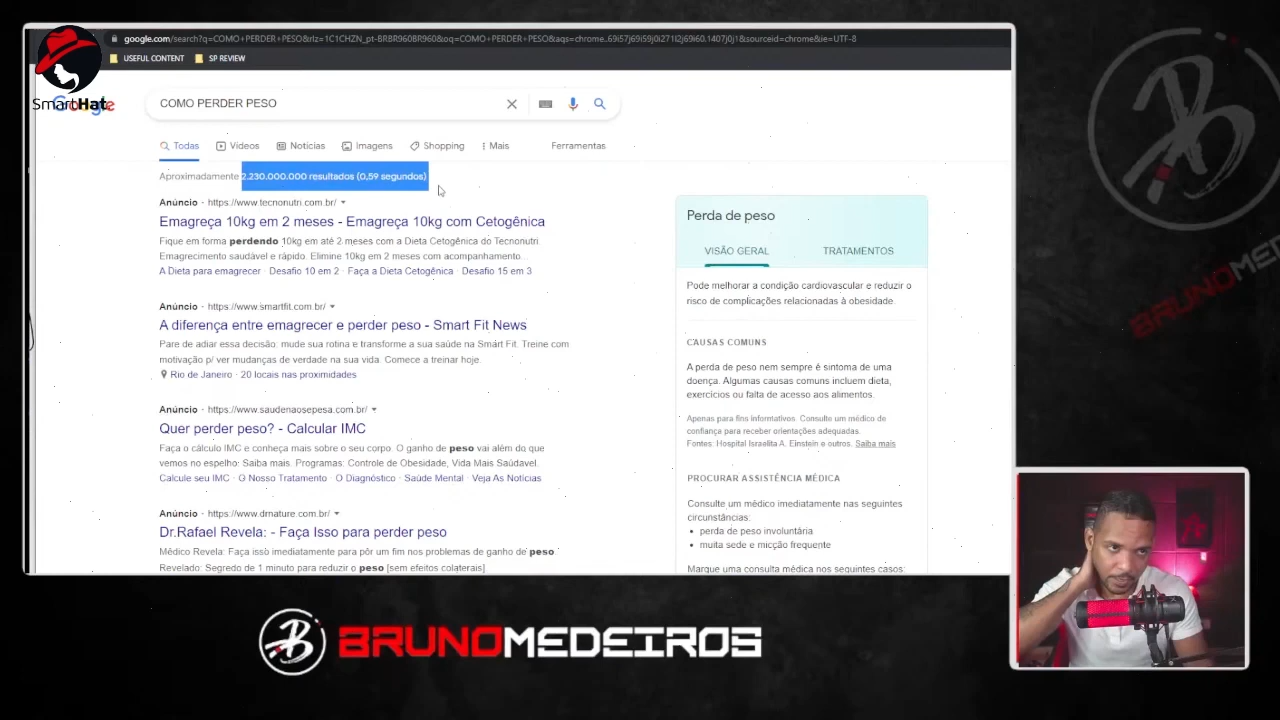 google.com/search?q=COMO+PERDER+PESO&rlz=1C1CHZN_pt-BRBR960BR960&oq=COMO+PERDER+PESO&aqs=chrome..69i57j69i59j0i271l2j69i60.1407j0j1&sourceid=chrome&ie=UTF-8
USEFUL CONTENT SP REVIEW
SmartHat
Google
COMO PERDER PESO
Todas Vídeos Notícias Imagens Shopping Mais Ferramentas
Aproximadamente 2.230.000.000 resultados (0,59 segundos)
Anúncio · https://www.tecnonutri.com.br/
Emagreça 10kg em 2 meses - Emagreça 10kg com Cetogênica
Fique em forma perdendo 10kg em até 2 meses com a Dieta Cetogênica do Tecnonutri
Emagrecimento saudável e rápido. Elimine 10kg em 2 meses com acompanhamento...
A Dieta para emagrecer · Desafio 10 em 2 · Faça a Dieta Cetogênica · Desafio 15 em 3
Anúncio · https://www.smartfit.com.br/
A diferença entre emagrecer e perder peso - Smart Fit News
Pare de adiar essa decisão: mude sua rotina e transforme a sua saúde na Smart Fit. Treine com
motivação p/ ver mudanças de verdade na sua vida. Comece a treinar hoje.
Rio de Janeiro · 20 locais nas proximidades
Anúncio · https://www.saudenaosepesa.com.br/
Quer perder peso? - Calcular IMC
Faça o cálculo IMC e conheça mais sobre o seu corpo. O ganho de peso vai além do que
vemos no espelho: Saiba mais. Programas: Controle de Obesidade, Vida Mais Saudável.
Calcule seu IMC · O Nosso Tratamento · O Diagnóstico · Saúde Mental · Veja As Notícias
Anúncio · https://www.drnature.com.br/
Dr.Rafael Revela: - Faça Isso para perder peso
Médico Revela: Faça isso imediatamente para pôr um fim nos problemas de ganho de peso.
Revelado: Segredo de 1 minuto para reduzir o peso [sem efeitos colaterais]
Perda de peso
VISÃO GERAL TRATAMENTOS
Pode melhorar a condição cardiovascular e reduzir o
risco de complicações relacionadas à obesidade.
CAUSAS COMUNS
A perda de peso nem sempre é sintoma de uma
doença. Algumas causas comuns incluem dieta,
exercícios ou falta de acesso aos alimentos.
Apenas para fins informativos. Consulte um médico de
confiança para receber orientações adequadas.
Fontes: Hospital Israelita A. Einstein e outros. Saiba mais
PROCURAR ASSISTÊNCIA MÉDICA
Consulte um médico imediatamente nas seguintes
circunstâncias:
• perda de peso involuntária
• muita sede e micção frequente
Marque uma consulta médica nos seguintes casos:
B BRUNOMEDEIROS
BRUNOMED